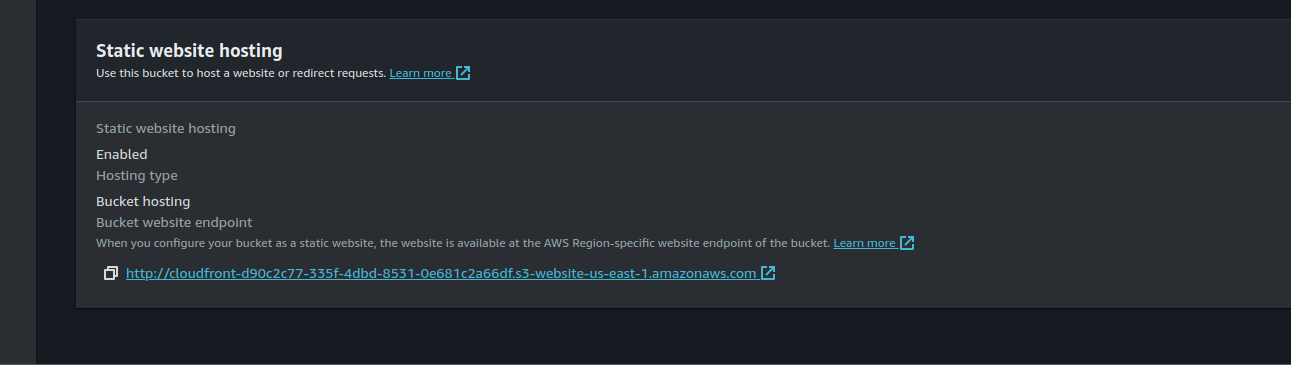 Static website hosting
Use this bucket to host a website or redirect requests. Learn more
Static website hosting
Enabled
Hosting type
Bucket hosting
Bucket website endpoint
When you configure your bucket as a static website, the website is available at the AWS Region-specific website endpoint of the bucket. Learn more
http://cloudfront-d90c2c77-335f-4dbd-8531-0e681c2a66df.s3-website-us-east-1.amazonaws.com